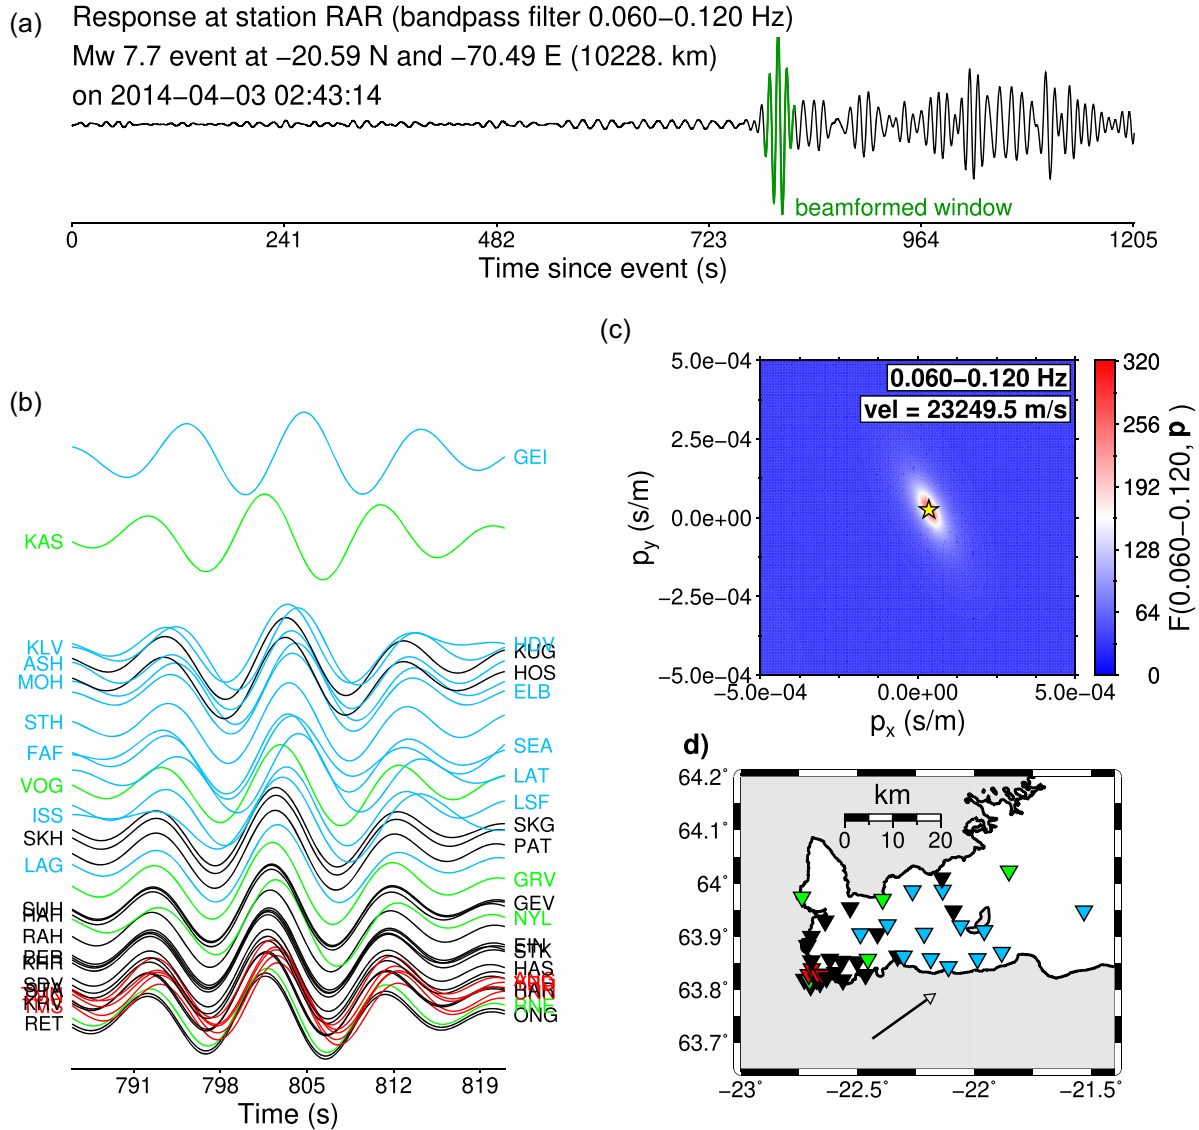 (a)
Response at station RAR (bandpass filter 0.060−0.120 Hz)
Mw 7.7 event at −20.59 N and −70.49 E (10228. km)
on 2014−04−03 02:43:14
beamformed window
0 241 482 723 964 1205
Time since event (s)
(b)
GEI
KAS
KLV
ASH
MOH
STH
FAF
VOG
ISS
SKH
LAG
RAH
RET
HDV
KUG
HOS
ELB
SEA
LAT
LSF
SKG
PAT
GRV
GEV
NYL
EIN
STK
HAS
ONG
791 798 805 812 819
Time (s)
(c)
0.060−0.120 Hz
vel = 23249.5 m/s
5.0e−04
2.5e−04
0.0e+00
−2.5e−04
−5.0e−04
−5.0e−04 0.0e+00 5.0e−04
p_y (s/m)
p_x (s/m)
320
256
192
128
64
0
F(0.060−0.120, p )
d)
km
0 10 20
64.2˚
64.1˚
64˚
63.9˚
63.8˚
63.7˚
−23˚ −22.5˚ −22˚ −21.5˚